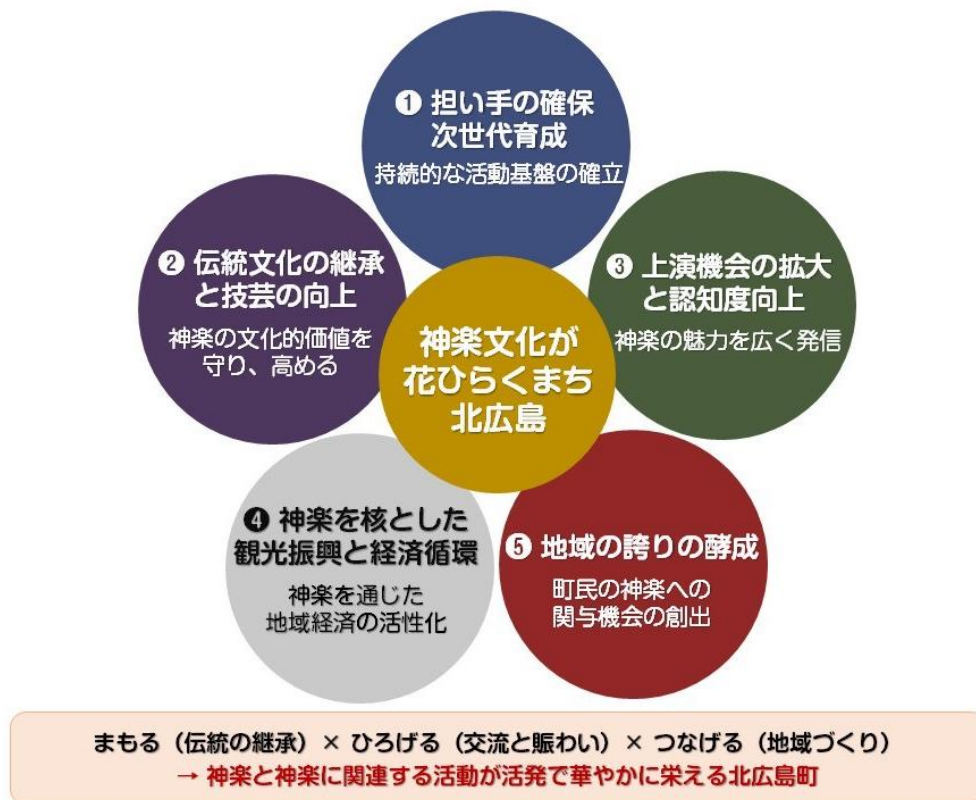 ❶ 担い手の確保
次世代育成
持続的な活動基盤の確立
❷ 伝統文化の継承
と技芸の向上
神楽の文化的価値を
守り、高める
❸ 上演機会の拡大
と認知度向上
神楽の魅力を広く発信
神楽文化が
花ひらくまち
北広島
❹ 神楽を核とした
観光振興と経済循環
神楽を通じた
地域経済の活性化
❺ 地域の誇りの醸成
町民の神楽への
関与機会の創出
まもる（伝統の継承）× ひろげる（交流と賑わい）× つなげる（地域づくり）
→ 神楽と神楽に関連する活動が活発で華やかに栄える北広島町